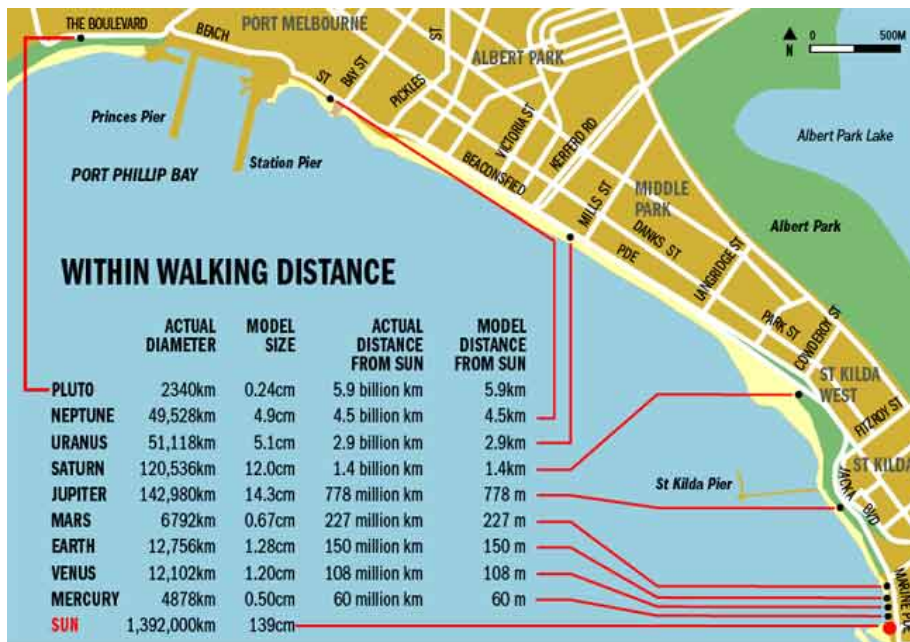 THE BOULEVARD
BEACH
ST
PORT MELBOURNE
BAY ST
PICKLES
ST
ALBERT PARK
VICTORIA ST
KERFERD RD
BEACONSFIED
PDE
MILLS ST
MIDDLE
PARK
DANKS ST
LANGRIDGE ST
PARK ST
COWDEROY ST
ST KILDA
WEST
FITZROY ST
ST KILDA
JACKA BVD
MARINE PDE
N
0 500M
Albert Park Lake
Albert Park
Princes Pier
Station Pier
PORT PHILLIP BAY
St Kilda Pier
WITHIN WALKING DISTANCE
ACTUAL DIAMETER MODEL SIZE ACTUAL DISTANCE FROM SUN MODEL DISTANCE FROM SUN
PLUTO 2340km 0.24cm 5.9 billion km 5.9km
NEPTUNE 49,528km 4.9cm 4.5 billion km 4.5km
URANUS 51,118km 5.1cm 2.9 billion km 2.9km
SATURN 120,536km 12.0cm 1.4 billion km 1.4km
JUPITER 142,980km 14.3cm 778 million km 778 m
MARS 6792km 0.67cm 227 million km 227 m
EARTH 12,756km 1.28cm 150 million km 150 m
VENUS 12,102km 1.20cm 108 million km 108 m
MERCURY 4878km 0.50cm 60 million km 60 m
SUN 1,392,000km 139cm